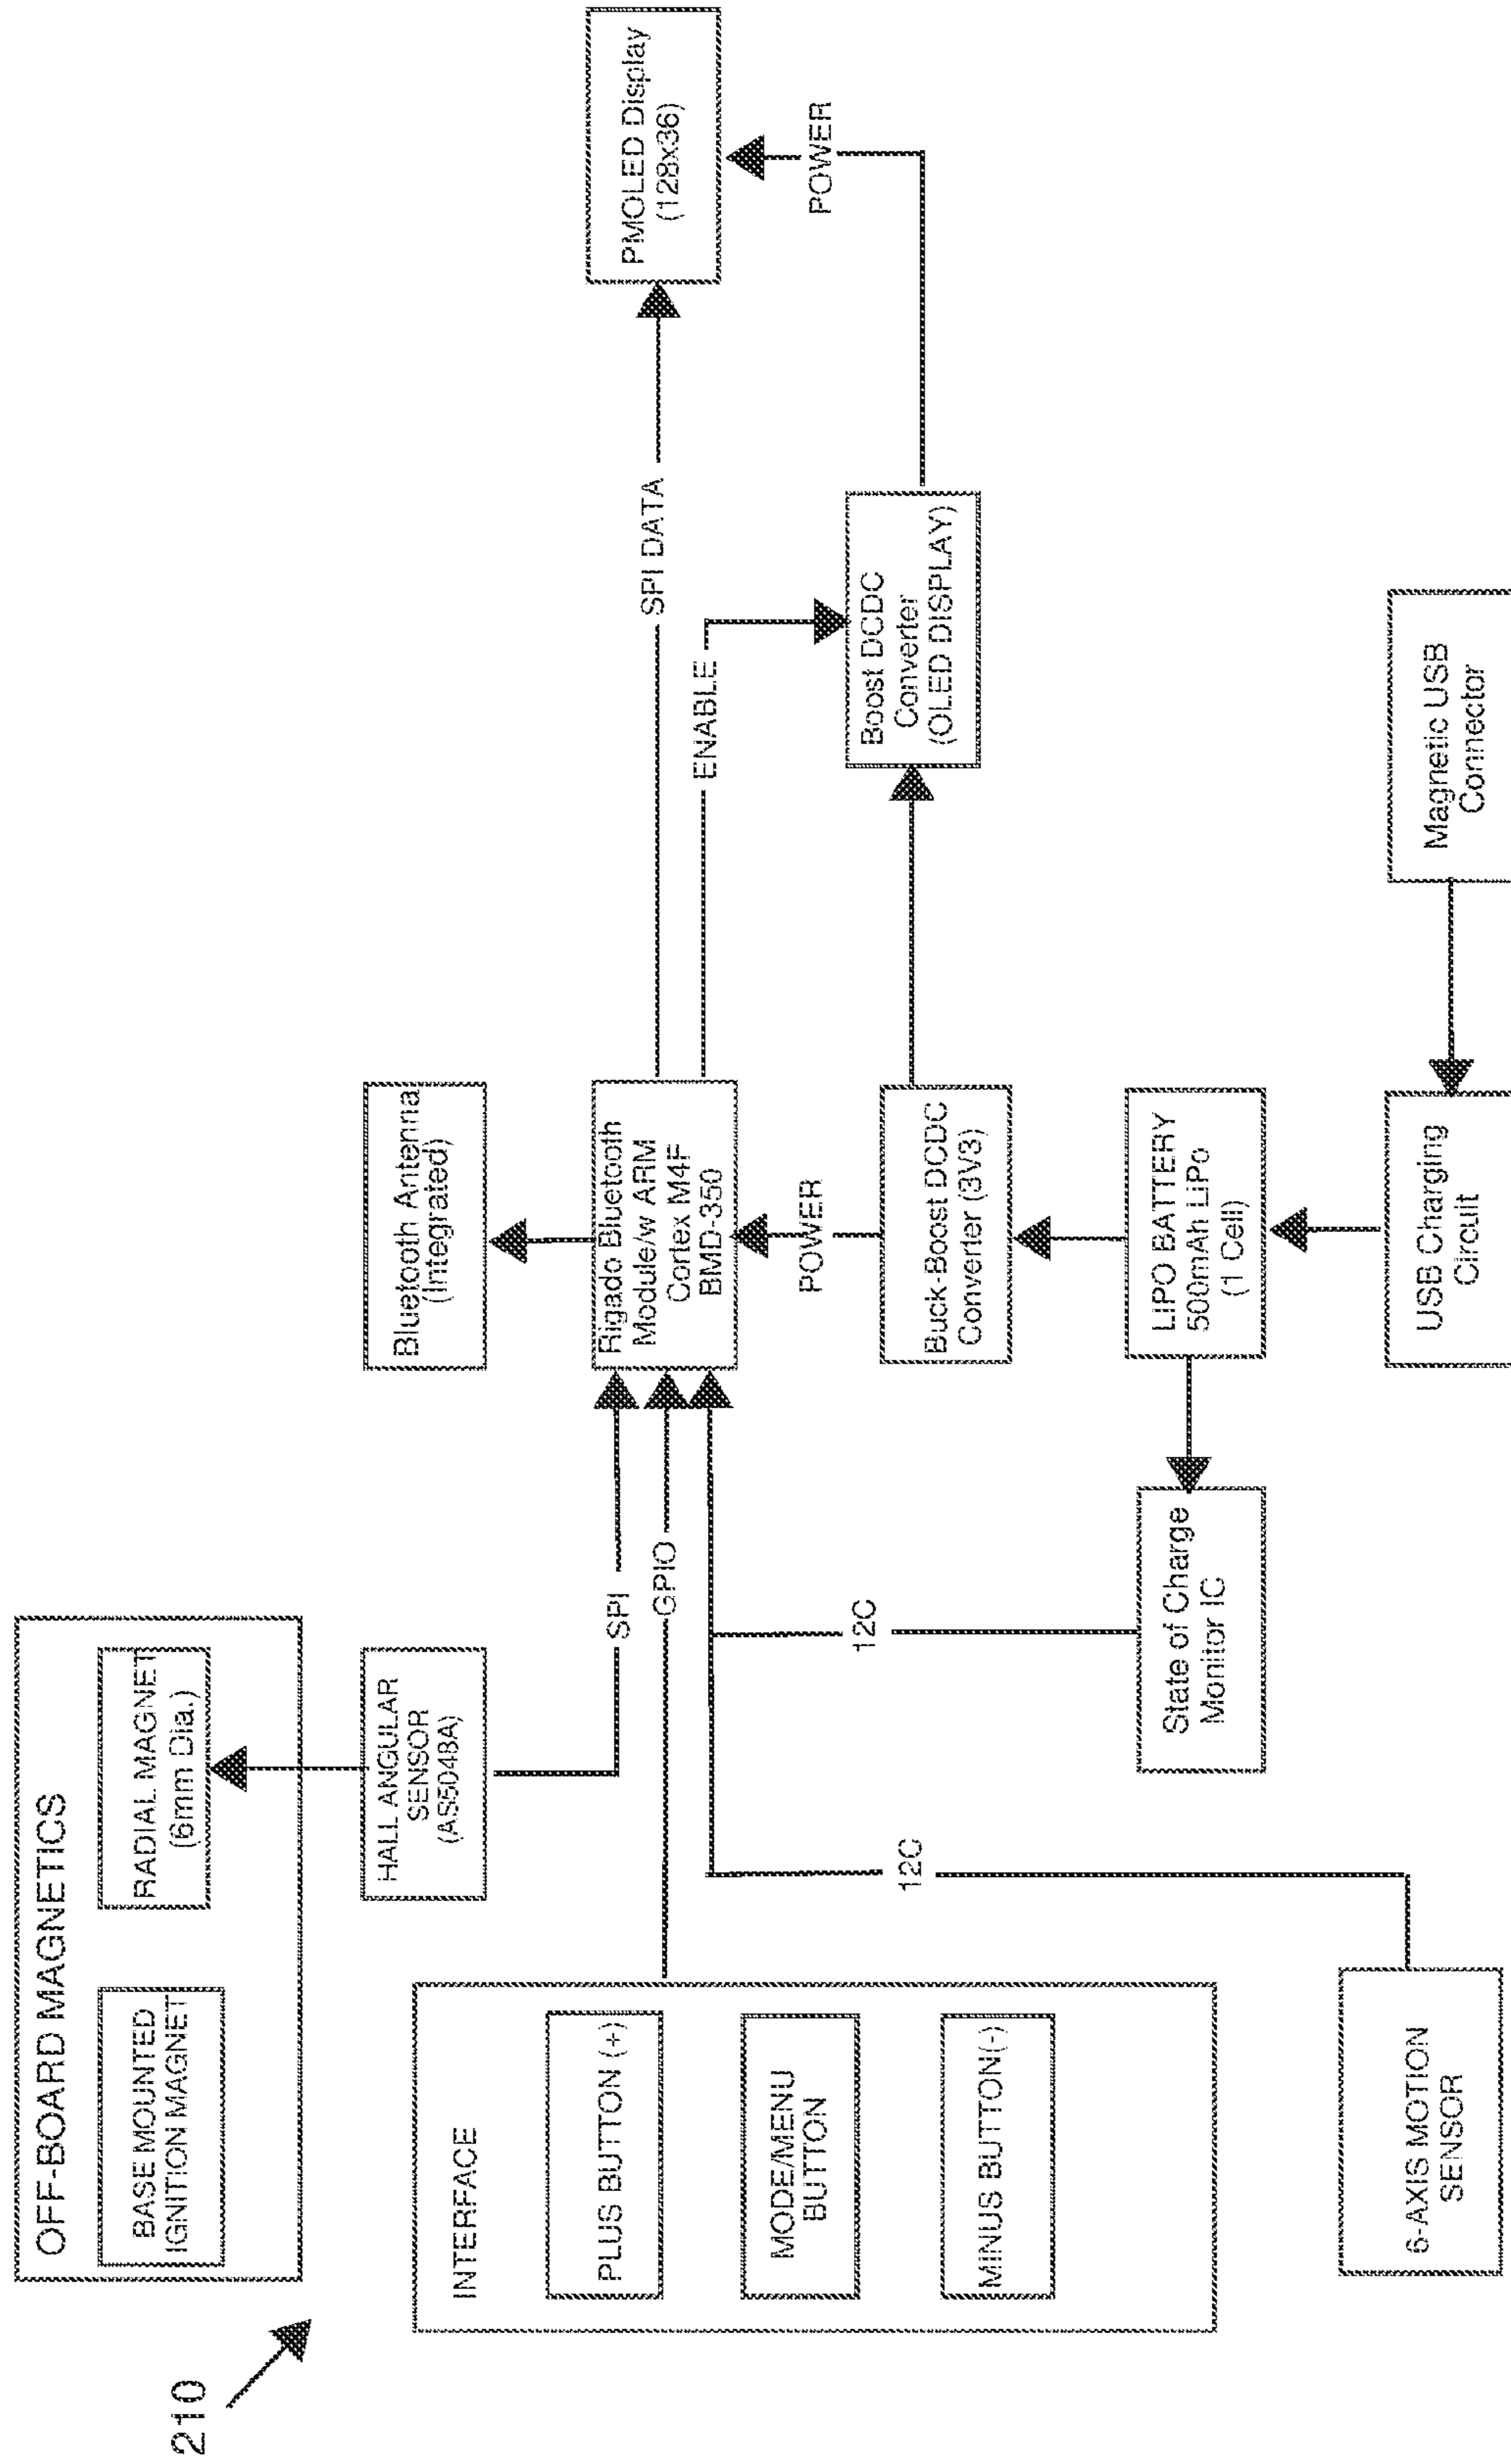 210
OFF-BOARD MAGNETICS
BASE MOUNTED
IGNITION MAGNET
RADIAL MAGNET
(6mm Dia.)
HALL ANGULAR
SENSOR
(AS5048A)
SPI
INTERFACE
PLUS BUTTON (+)
MODE/MENU
BUTTON
MINUS BUTTON(-)
GPIO
6-AXIS MOTION
SENSOR
12C
12C
State of Charge
Monitor IC
Bluetooth Antenna
(Integrated)
Rigado Bluetooth
Module/w ARM
Cortex M4F
BMD-350
POWER
Buck-Boost DCDC
Converter (3V3)
LIPO BATTERY
500mAh LiPo
(1 Cell)
USB Charging
Circuit
Magnetic USB
Connector
SPI DATA
ENABLE
Boost DCDC
Converter
(OLED DISPLAY)
POWER
PMOLED Display
(128x36)